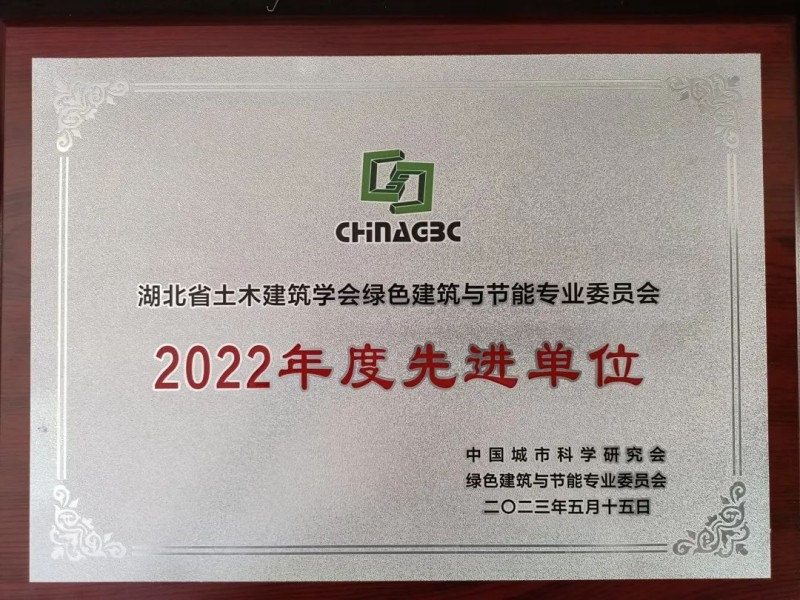 CHiNAGBC
湖北省土木建筑学会绿色建筑与节能专业委员会
2022年度先进单位
中国城市科学研究会
绿色建筑与节能专业委员会
二〇二三年五月十五日